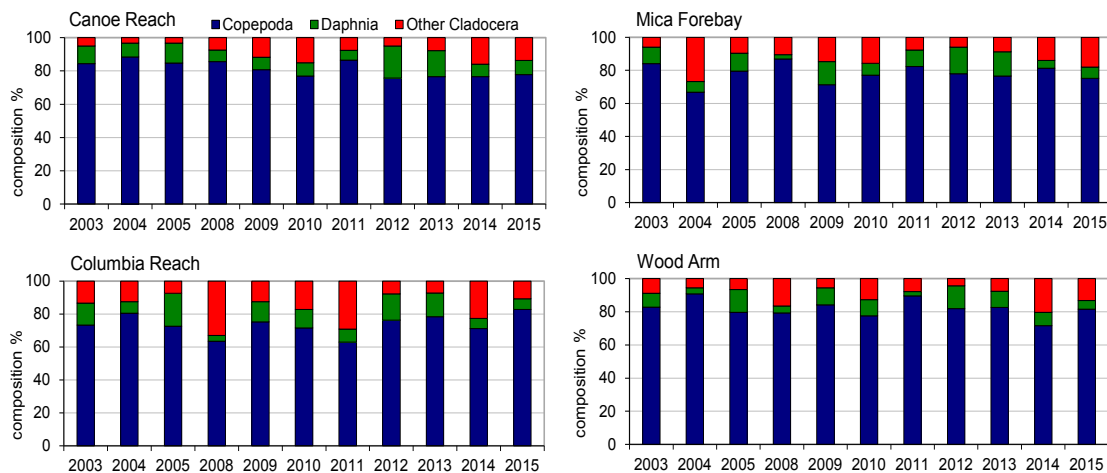 Canoe Reach
Copepoda Daphnia Other Cladocera
composition %
100
80
60
40
20
0
2003 2004 2005 2008 2009 2010 2011 2012 2013 2014 2015
Mica Forebay
composition %
100
80
60
40
20
0
2003 2004 2005 2008 2009 2010 2011 2012 2013 2014 2015
Columbia Reach
composition %
100
80
60
40
20
0
2003 2004 2005 2008 2009 2010 2011 2012 2013 2014 2015
Wood Arm
composition %
100
80
60
40
20
0
2003 2004 2005 2008 2009 2010 2011 2012 2013 2014 2015